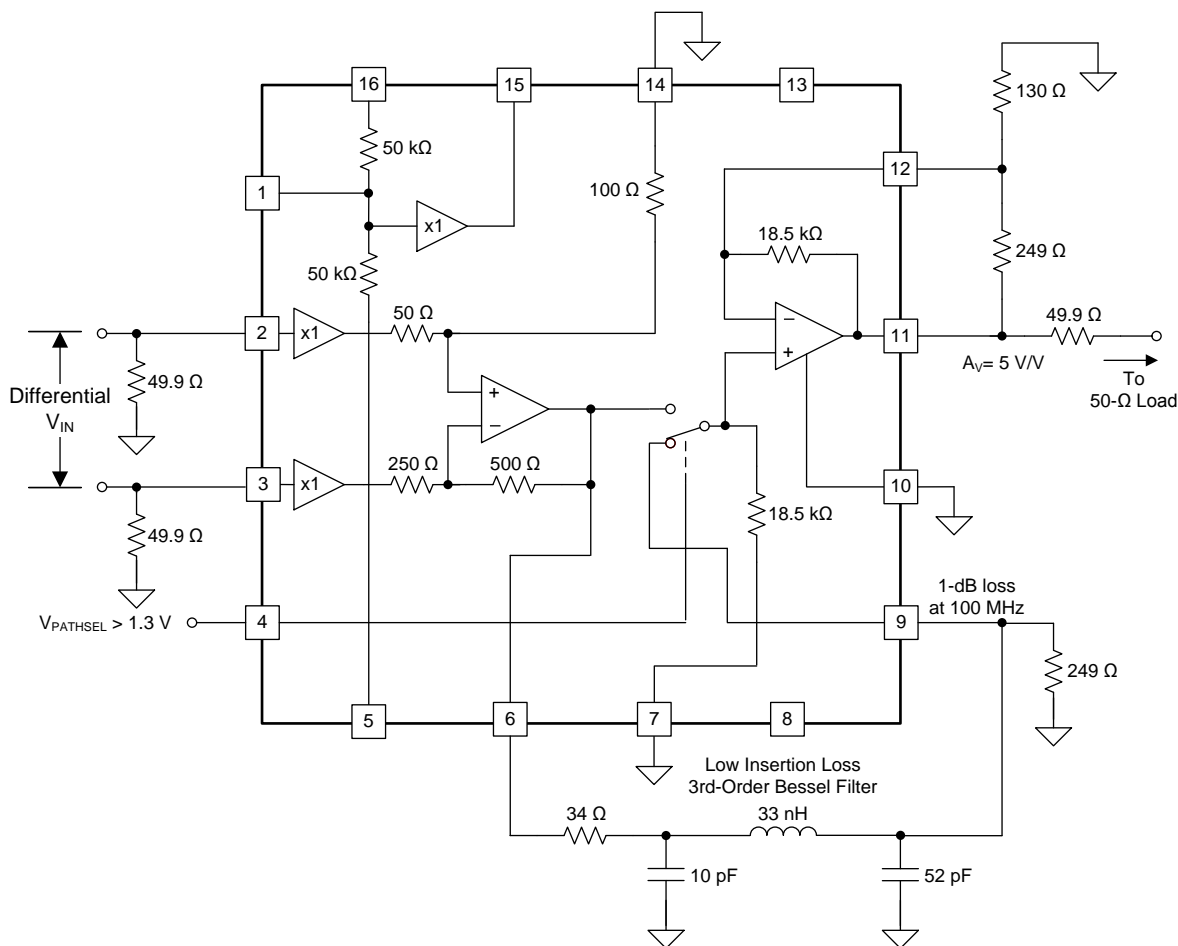 130 Ω
16
15
14
13
50 kΩ
12
1
100 Ω
x1
18.5 kΩ
249 Ω
50 kΩ
50 Ω
49.9 Ω
2
x1
−
+
11
A_V= 5 V/V
To
50-Ω Load
49.9 Ω
Differential
V_IN
+
−
250 Ω
500 Ω
3
x1
10
18.5 kΩ
49.9 Ω
1-dB loss
at 100 MHz
V_PATHSEL > 1.3 V
4
9
249 Ω
5
6
7
8
Low Insertion Loss
3rd-Order Bessel Filter
34 Ω
33 nH
10 pF
52 pF